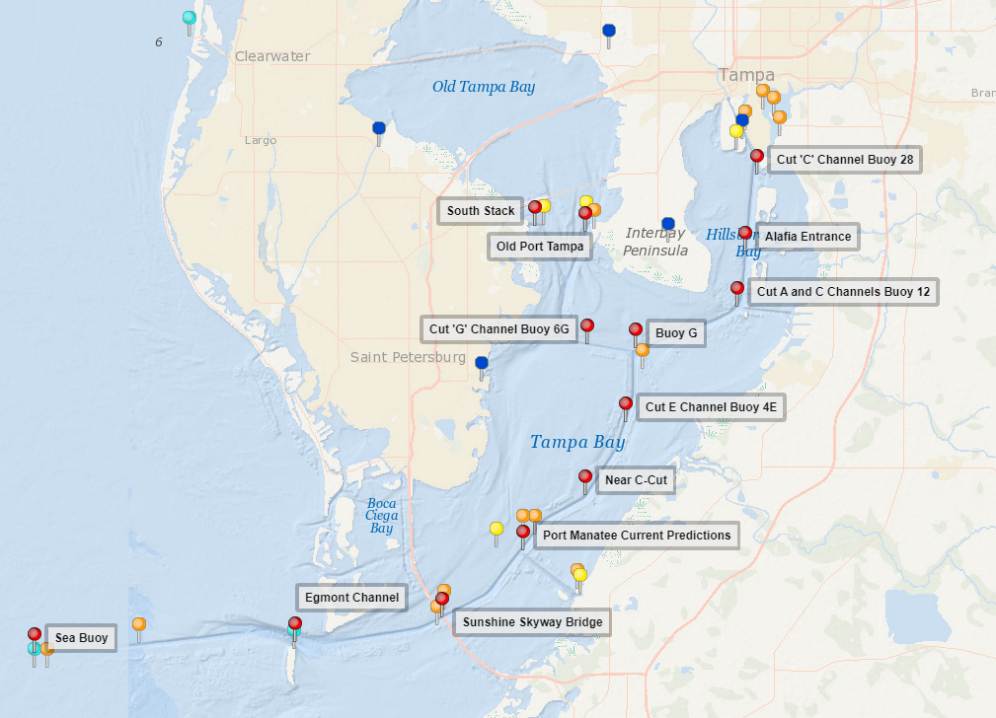 6
Clearwater
Tampa
Old Tampa Bay
Bran
Largo
Cut 'C' Channel Buoy 28
South Stack
Old Port Tampa
Interbay
Peninsula
Alafia Entrance
Bay
Cut A and C Channels Buoy 12
Cut 'G' Channel Buoy 6G
Buoy G
Saint Petersburg
Cut E Channel Buoy 4E
Tampa Bay
Near C-Cut
Boca
Ciega
Bay
Port Manatee Current Predictions
Egmont Channel
Sunshine Skyway Bridge
Sea Buoy